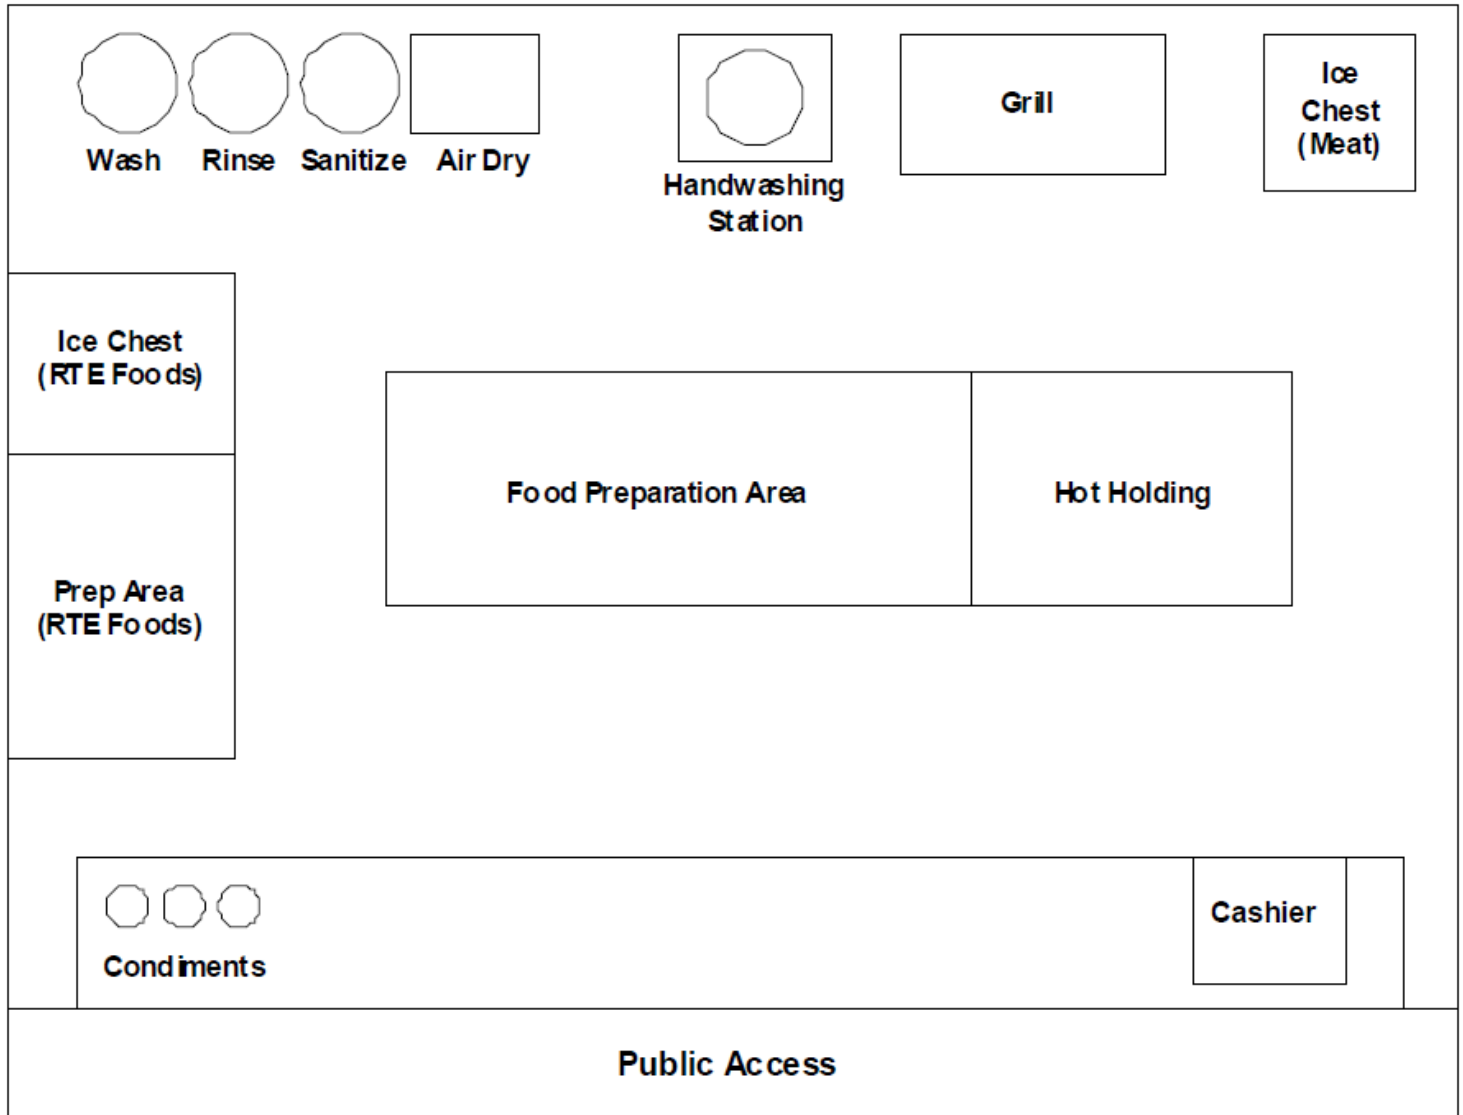 Wash
Rinse
Sanitize
Air Dry
Handwashing
Station
Grill
Ice
Chest
(Meat)
Ice Chest
(RTE Foods)
Prep Area
(RTE Foods)
Food Preparation Area
Hot Holding
Condiments
Cashier
Public Access